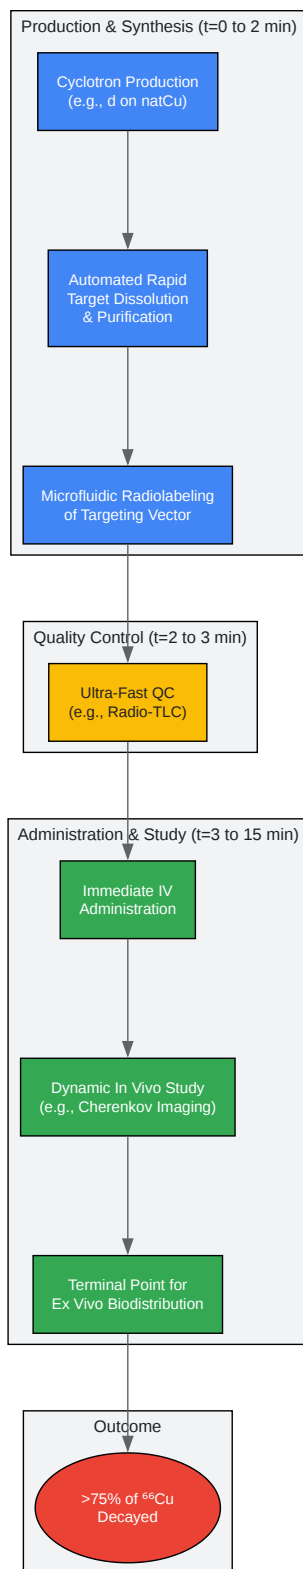 Production & Synthesis (t=0 to 2 min)
Cyclotron Production
(e.g., d on natCu)
Automated Rapid
Target Dissolution
& Purification
Microfluidic Radiolabeling
of Targeting Vector
Quality Control (t=2 to 3 min)
Ultra-Fast QC
(e.g., Radio-TLC)
Administration & Study (t=3 to 15 min)
Immediate IV
Administration
Dynamic In Vivo Study
(e.g., Cherenkov Imaging)
Terminal Point for
Ex Vivo Biodistribution
Outcome
>75% of ⁶⁶Cu
Decayed